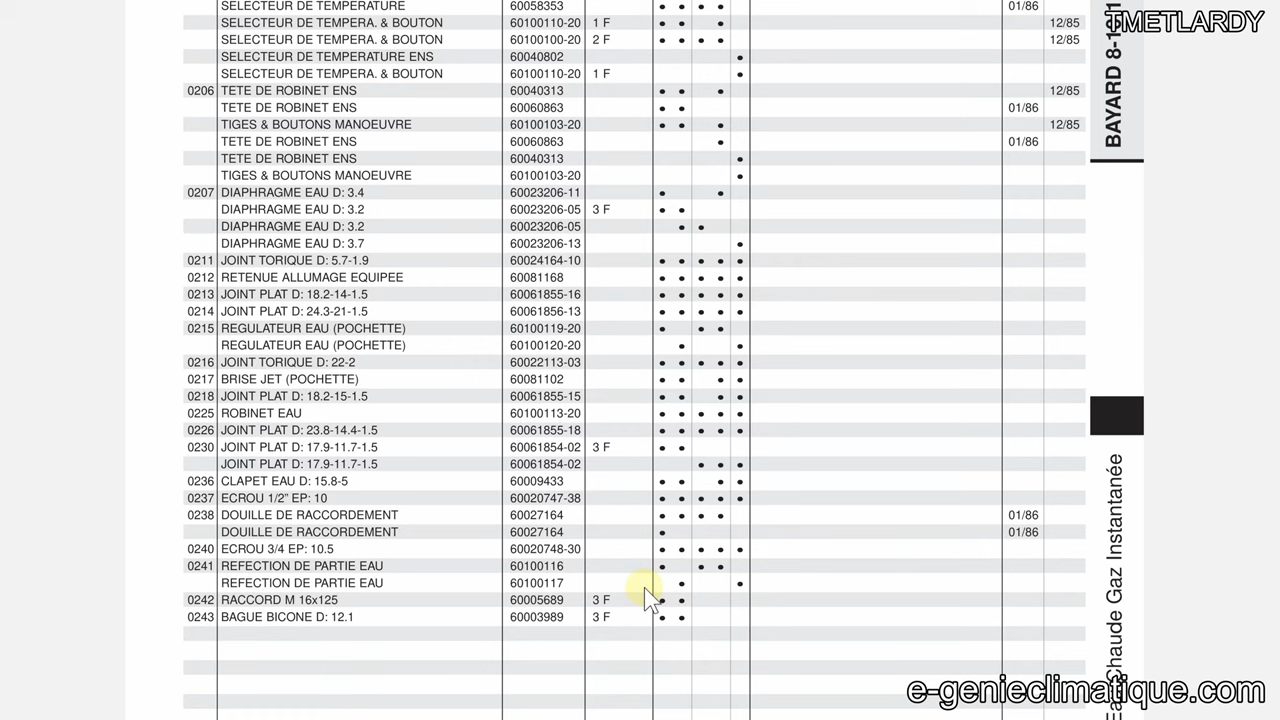 SELECTEUR DE TEMPERATURE 60058353 • • • • 01/86
SELECTEUR DE TEMPERA. & BOUTON 60100110-20 1 F • • • 12/85
SELECTEUR DE TEMPERA. & BOUTON 60100100-20 2 F • • • • 12/85
SELECTEUR DE TEMPERATURE ENS 60040802 •
SELECTEUR DE TEMPERA. & BOUTON 60100110-20 1 F •
0206 TETE DE ROBINET ENS 60040313 • • • 12/85
TETE DE ROBINET ENS 60060863 • • 01/86
TIGES & BOUTONS MANOEUVRE 60100103-20 • • • 12/85
TETE DE ROBINET ENS 60060863 • 01/86
TETE DE ROBINET ENS 60040313 •
TIGES & BOUTONS MANOEUVRE 60100103-20 •
0207 DIAPHRAGME EAU D: 3.4 60023206-11 • •
DIAPHRAGME EAU D: 3.2 60023206-05 3 F • •
DIAPHRAGME EAU D: 3.2 60023206-05 • •
DIAPHRAGME EAU D: 3.7 60023206-13 •
0211 JOINT TORIQUE D: 5.7-1.9 60024164-10 • • • • •
0212 RETENUE ALLUMAGE EQUIPEE 60081168 • • • • •
0213 JOINT PLAT D: 18.2-14-1.5 60061855-16 • • • • •
0214 JOINT PLAT D: 24.3-21-1.5 60061856-13 • • • • •
0215 REGULATEUR EAU (POCHETTE) 60100119-20 • • •
REGULATEUR EAU (POCHETTE) 60100120-20 • •
0216 JOINT TORIQUE D: 22-2 60022113-03 • • • • •
0217 BRISE JET (POCHETTE) 60081102 • • • •
0218 JOINT PLAT D: 18.2-15-1.5 60061855-15 • • • •
0225 ROBINET EAU 60100113-20 • • • • •
0226 JOINT PLAT D: 23.8-14.4-1.5 60061855-18 • • • • •
0230 JOINT PLAT D: 17.9-11.7-1.5 60061854-02 3 F • •
JOINT PLAT D: 17.9-11.7-1.5 60061854-02 • • •
0236 CLAPET EAU D: 15.8-5 60009433 • • • •
0237 ECROU 1/2" EP: 10 60020747-38 • • • • •
0238 DOUILLE DE RACCORDEMENT 60027164 • • • • 01/86
DOUILLE DE RACCORDEMENT 60027164 • 01/86
0240 ECROU 3/4 EP: 10.5 60020748-30 • • • • •
0241 REFECTION DE PARTIE EAU 60100116 • • •
REFECTION DE PARTIE EAU 60100117 • •
0242 RACCORD M 16x125 60005689 3 F • •
0243 BAGUE BICONE D: 12.1 60003989 3 F • •
TMETLARDY
BAYARD 8-1
Chaude Gaz Instantanée
e-genieclimatique.com